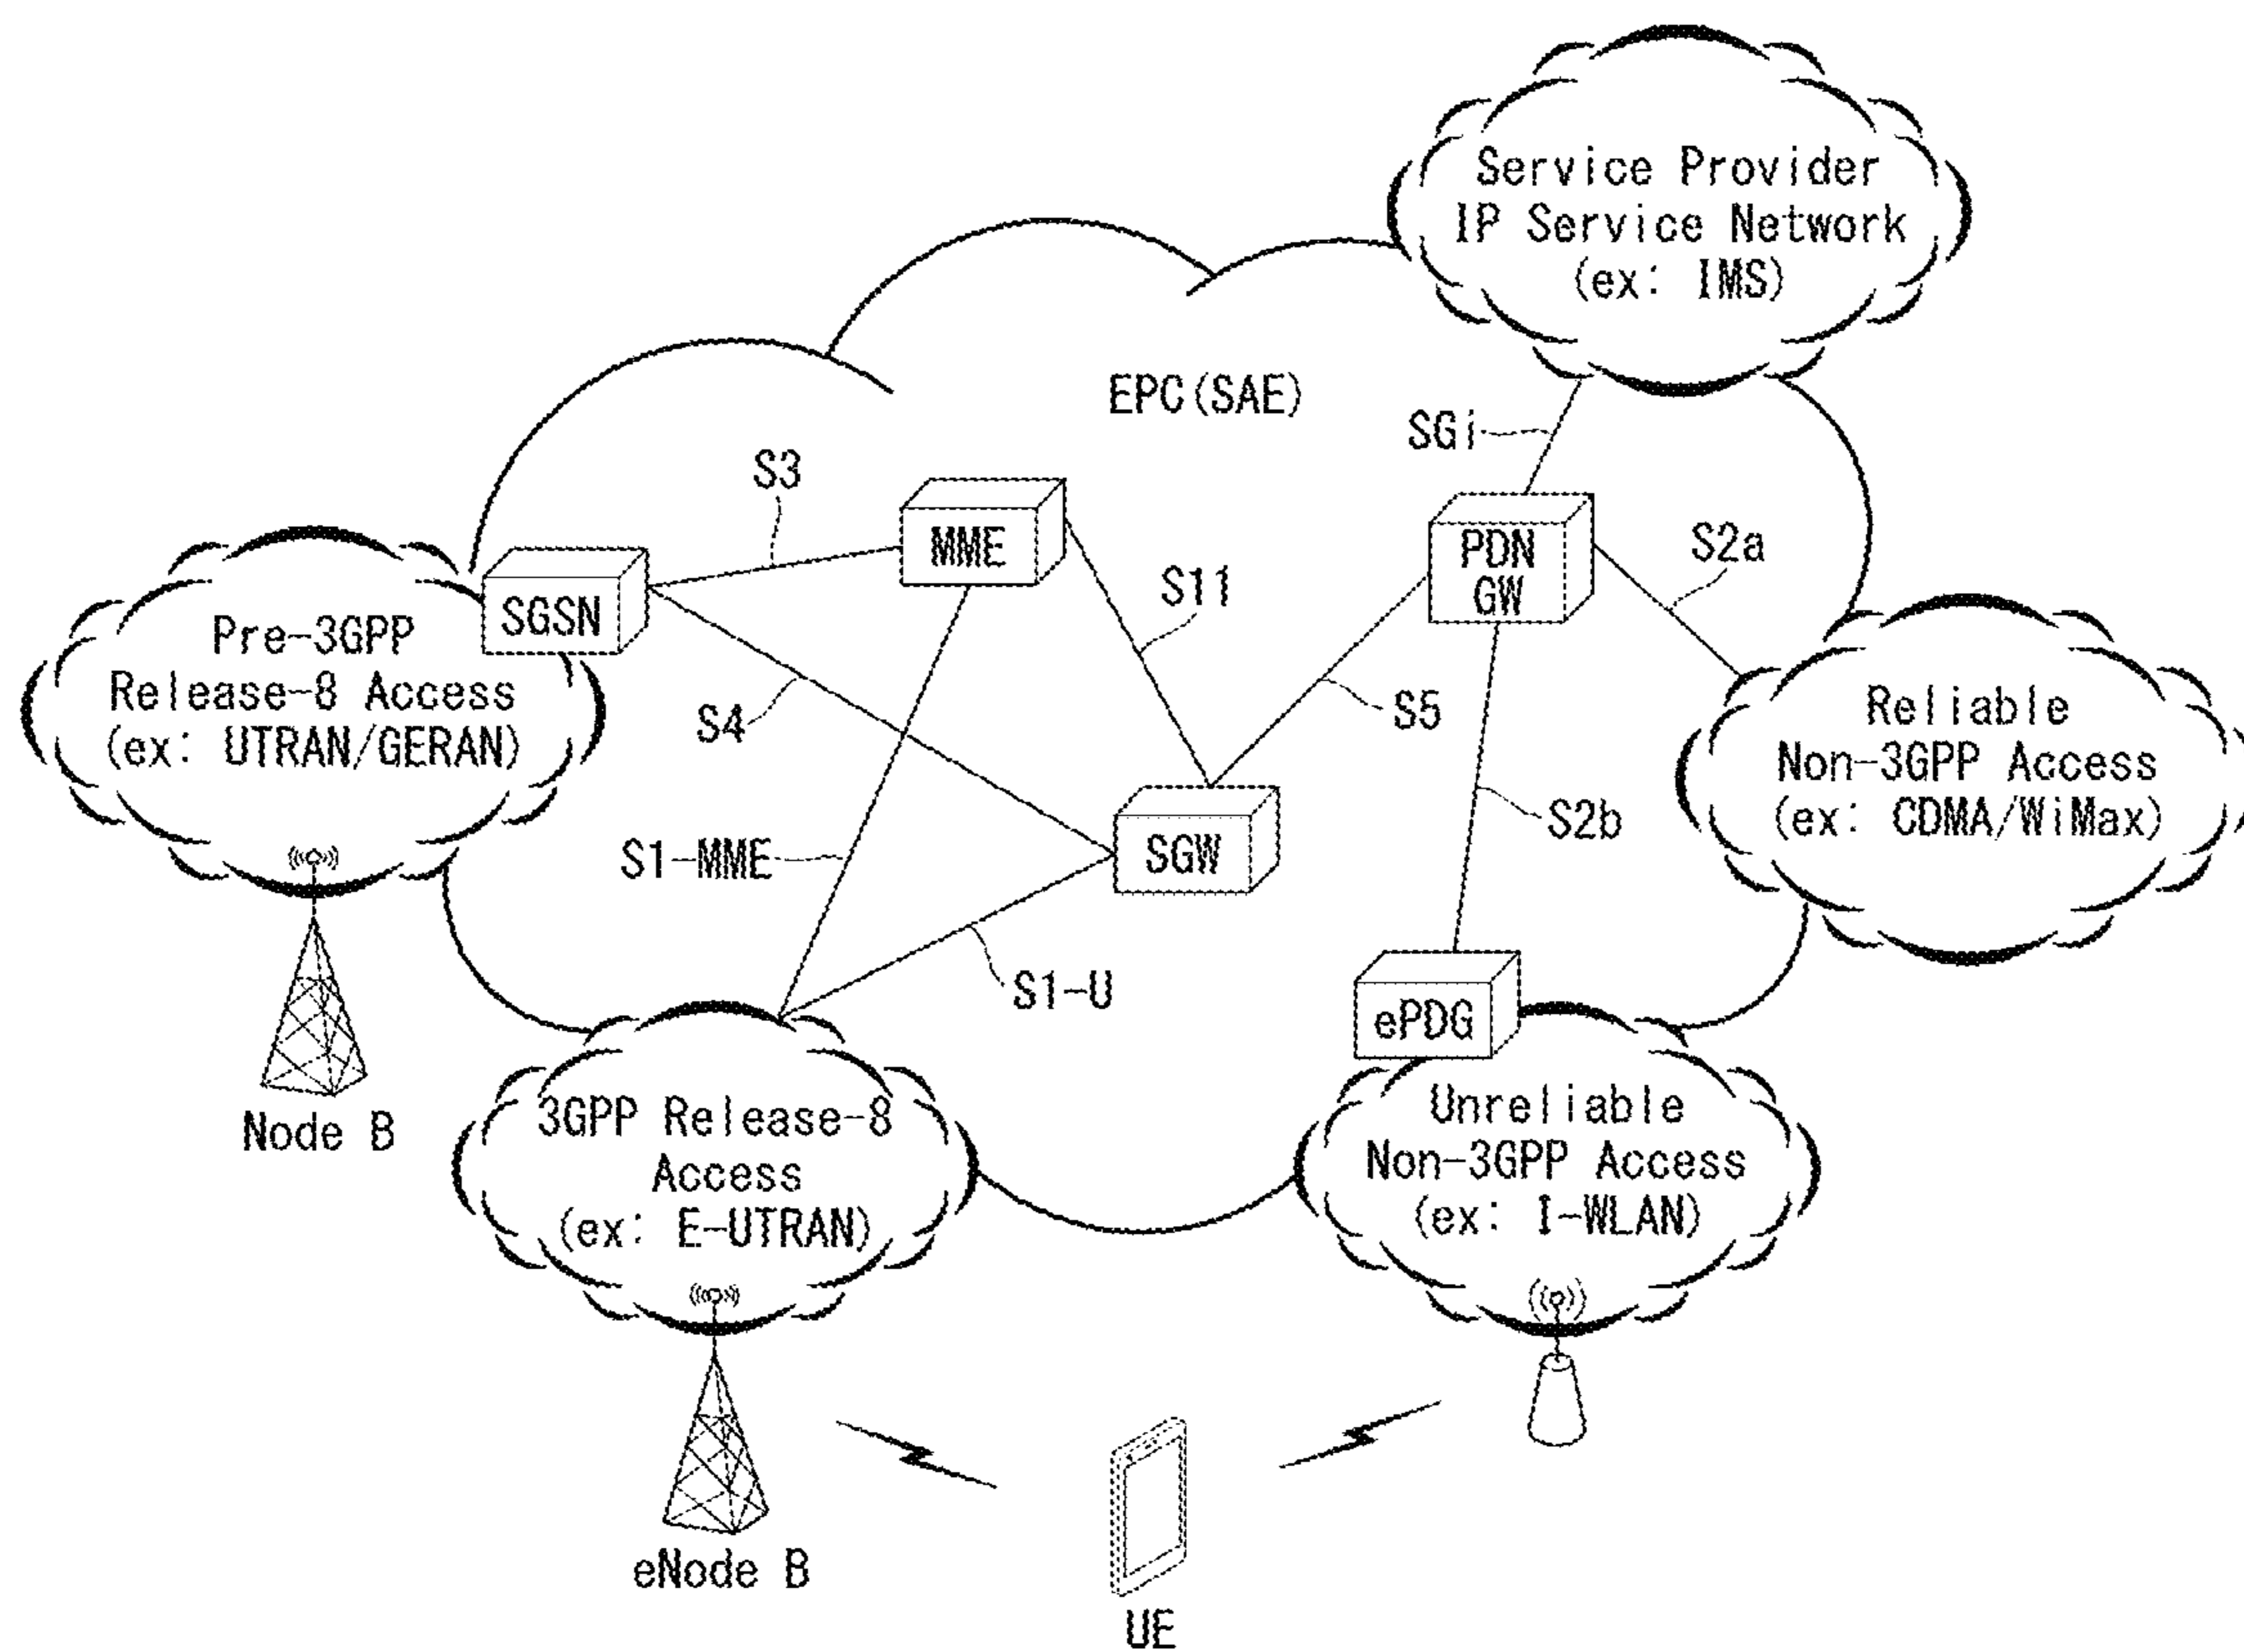 Service Provider
IP Service Network
(ex: IMS)
EPC(SAE)
SGi
S3
MME
PDN
GW
S2a
SGSN
S11
Pre-3GPP
Release-8 Access
(ex: UTRAN/GERAN)
S4
S5
Reliable
Non-3GPP Access
(ex: CDMA/WiMax)
S2b
S1-MME
SGW
S1-U
ePDG
Node B
3GPP Release-8
Access
(ex: E-UTRAN)
Unreliable
Non-3GPP Access
(ex: I-WLAN)
eNode B
UE